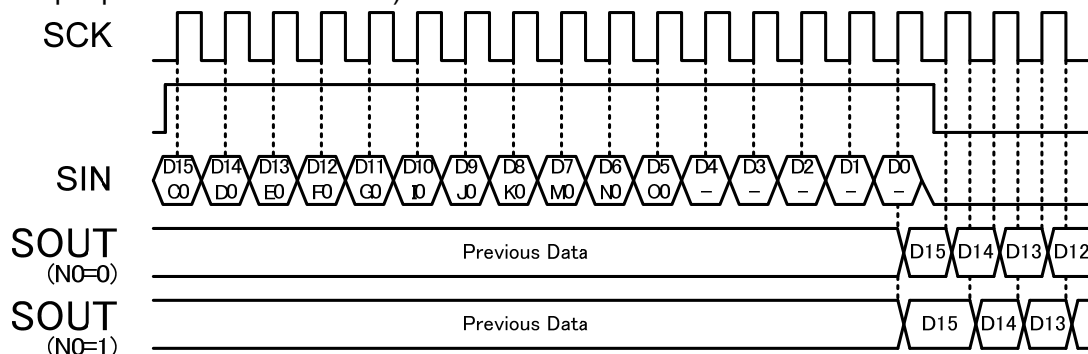 SCK
SIN
D15 D14 D13 D12 D11 D10 D9 D8 D7 D6 D5 D4 D3 D2 D1 D0
C0 D0 E0 F0 G0 I0 J0 K0 M0 N0 O0 - - - - -
SOUT
(N0=0)
Previous Data
D15 D14 D13 D12
SOUT
(N0=1)
Previous Data
D15 D14 D13